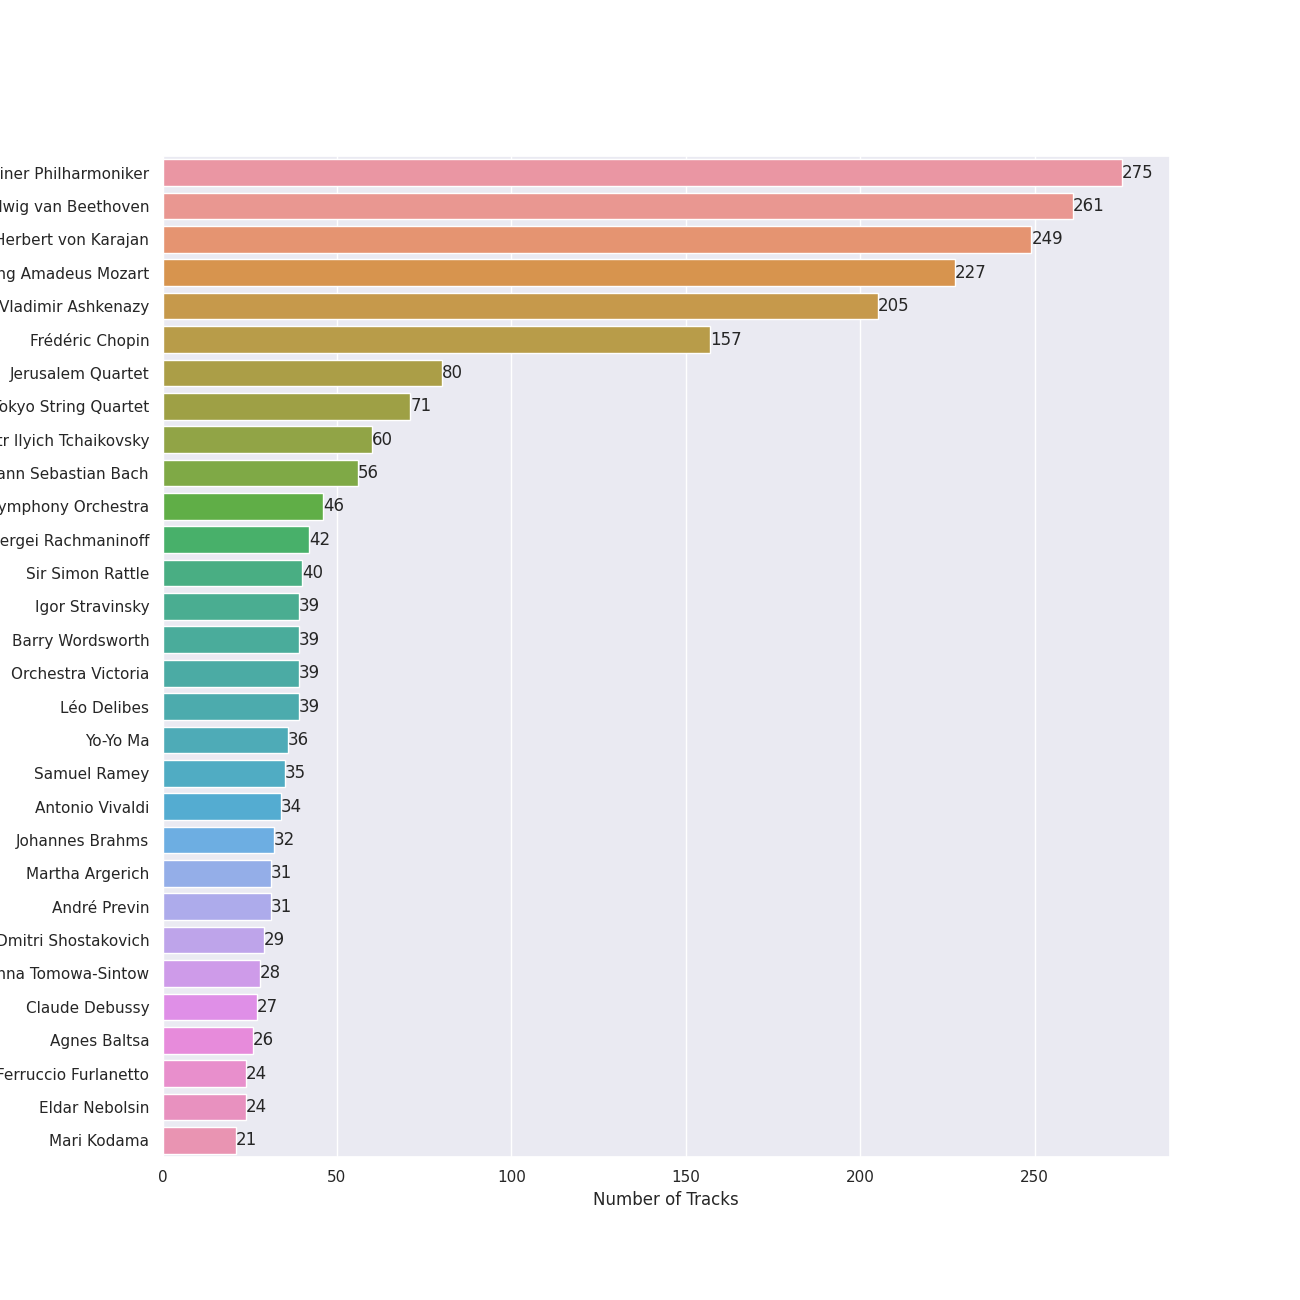 iner Philharmoniker 275
lwig van Beethoven 261
Herbert von Karajan 249
ng Amadeus Mozart 227
Vladimir Ashkenazy 205
Frédéric Chopin 157
Jerusalem Quartet 80
Tokyo String Quartet 71
tr Ilyich Tchaikovsky 60
ann Sebastian Bach 56
ymphony Orchestra 46
ergei Rachmaninoff 42
Sir Simon Rattle 40
Igor Stravinsky 39
Barry Wordsworth 39
Orchestra Victoria 39
Léo Delibes 39
Yo-Yo Ma 36
Samuel Ramey 35
Antonio Vivaldi 34
Johannes Brahms 32
Martha Argerich 31
André Previn 31
Dmitri Shostakovich 29
nna Tomowa-Sintow 28
Claude Debussy 27
Agnes Baltsa 26
Ferruccio Furlanetto 24
Eldar Nebolsin 24
Mari Kodama 21
0 50 100 150 200 250
Number of Tracks